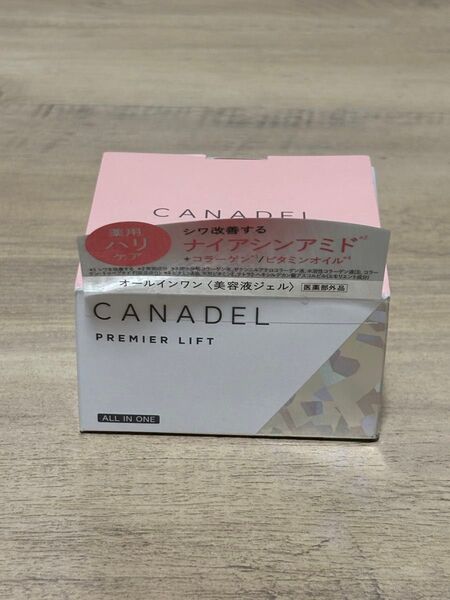 CANADEL
薬用
ハリ
ケア
シワ改善する
ナイアシンアミド*2
+コラーゲン*3/ビタミンオイル*4
オールインワン〈美容液ジェル〉 医薬部外品
CANADEL
PREMIER LIFT
ALL IN ONE